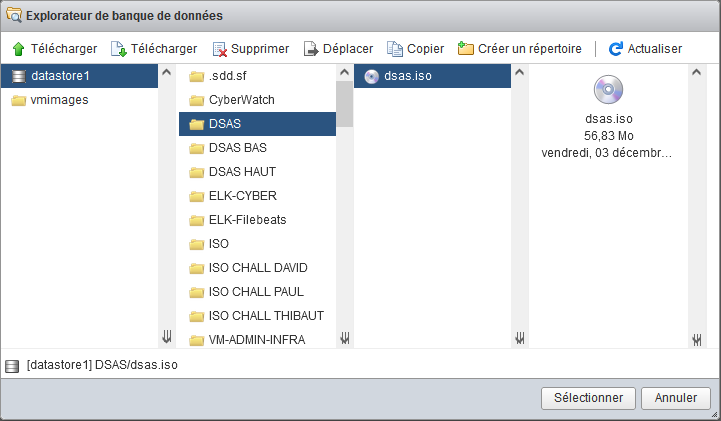 Explorateur de banque de données
Télécharger Télécharger Supprimer Déplacer Copier Créer un répertoire Actualiser
datastore1
vmimages
.sdd.sf
CyberWatch
DSAS
DSAS BAS
DSAS HAUT
ELK-CYBER
ELK-Filebeats
ISO
ISO CHALL DAVID
ISO CHALL PAUL
ISO CHALL THIBAUT
VM-ADMIN-INFRA
dsas.iso
dsas.iso
56,83 Mo
vendredi, 03 décembr...
[datastore1] DSAS/dsas.iso
Sélectionner Annuler